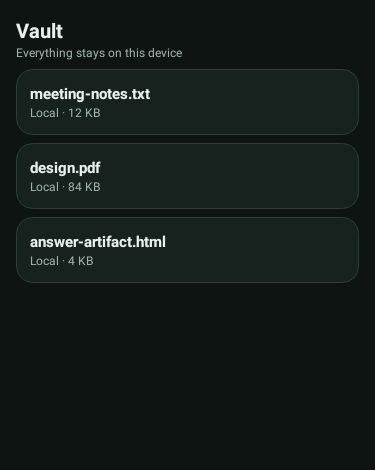 Vault
Everything stays on this device
meeting-notes.txt
Local · 12 KB
design.pdf
Local · 84 KB
answer-artifact.html
Local · 4 KB